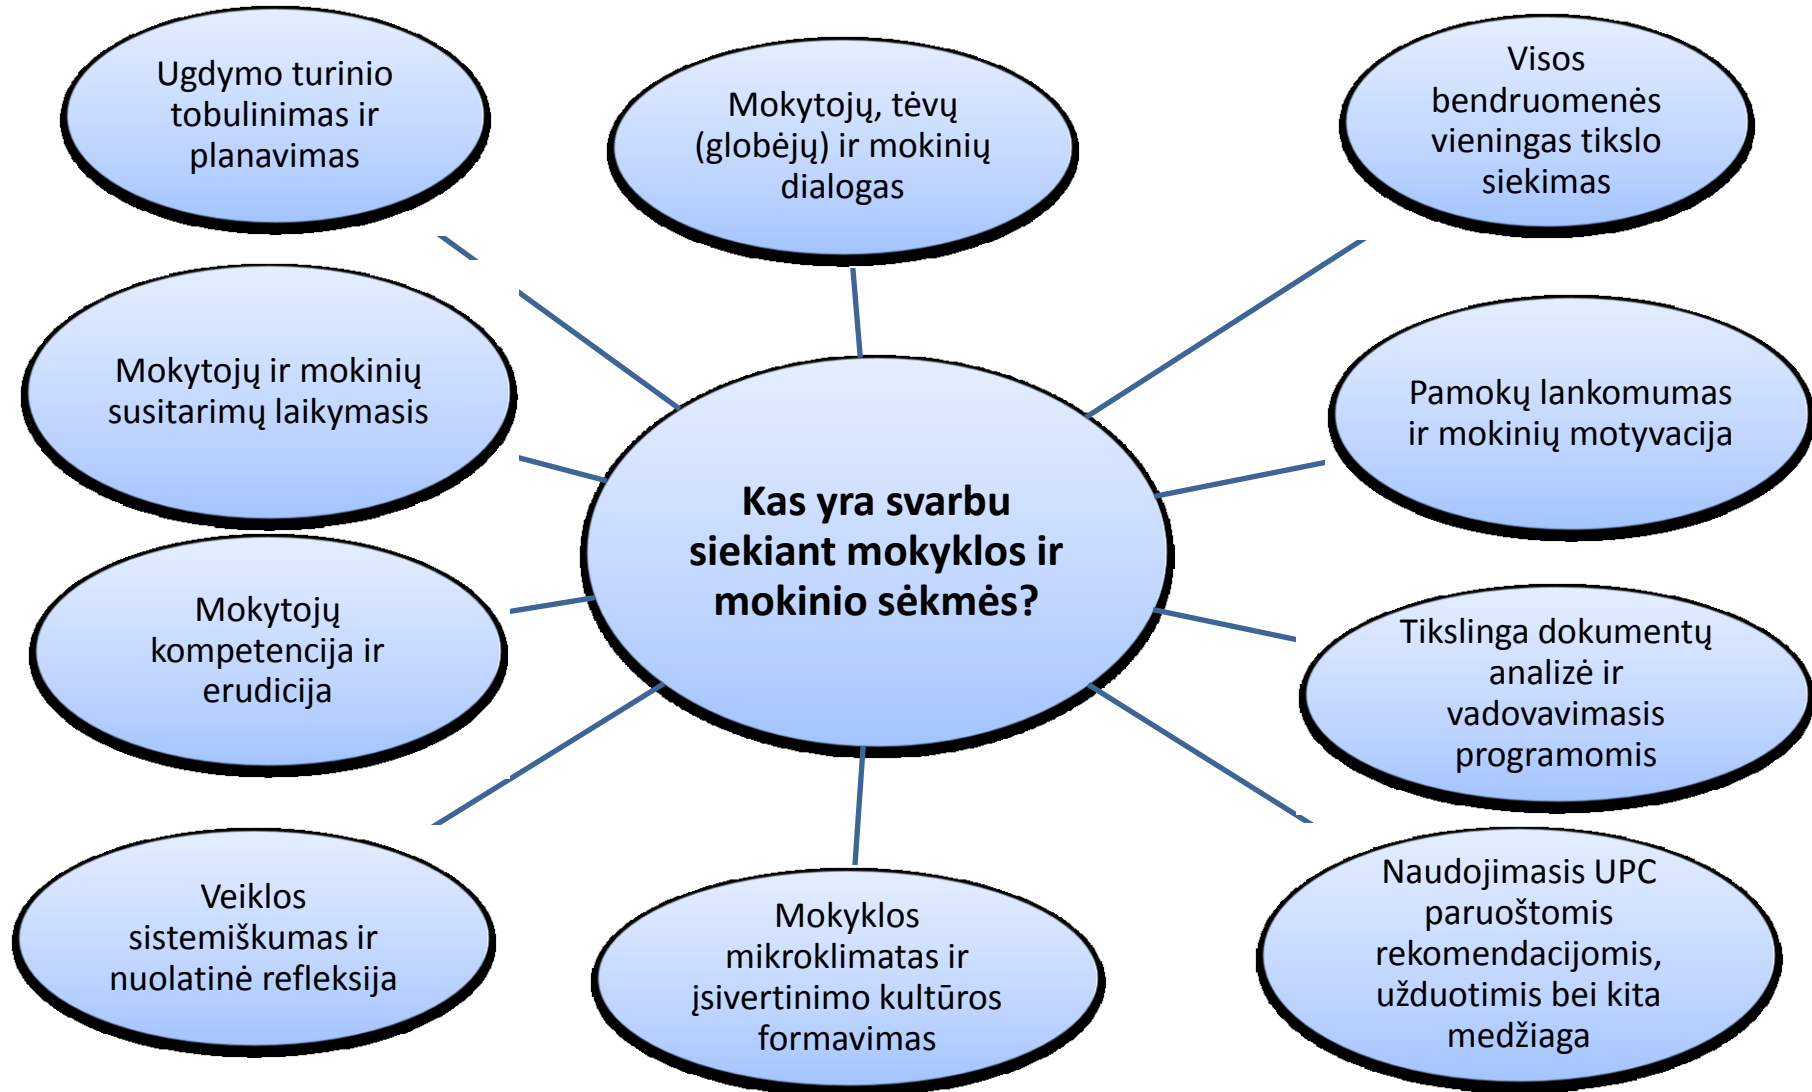 Ugdymo turinio
tobulinimas ir
planavimas
Mokytojų, tėvų
(globėjų) ir mokinių
dialogas
Visos
bendruomenės
vieningas tikslo
siekimas
Mokytojų ir mokinių
susitarimų laikymasis
Pamokų lankomumas
ir mokinių motyvacija
Kas yra svarbu
siekiant mokyklos ir
mokinio sėkmės?
Mokytojų
kompetencija ir
erudicija
Tikslinga dokumentų
analizė ir
vadovavimasis
programomis
Veiklos
sistemiškumas ir
nuolatinė refleksija
Mokyklos
mikroklimatas ir
įsivertinimo kultūros
formavimas
Naudojimasis UPC
paruoštomis
rekomendacijomis,
užduotimis bei kita
medžiaga